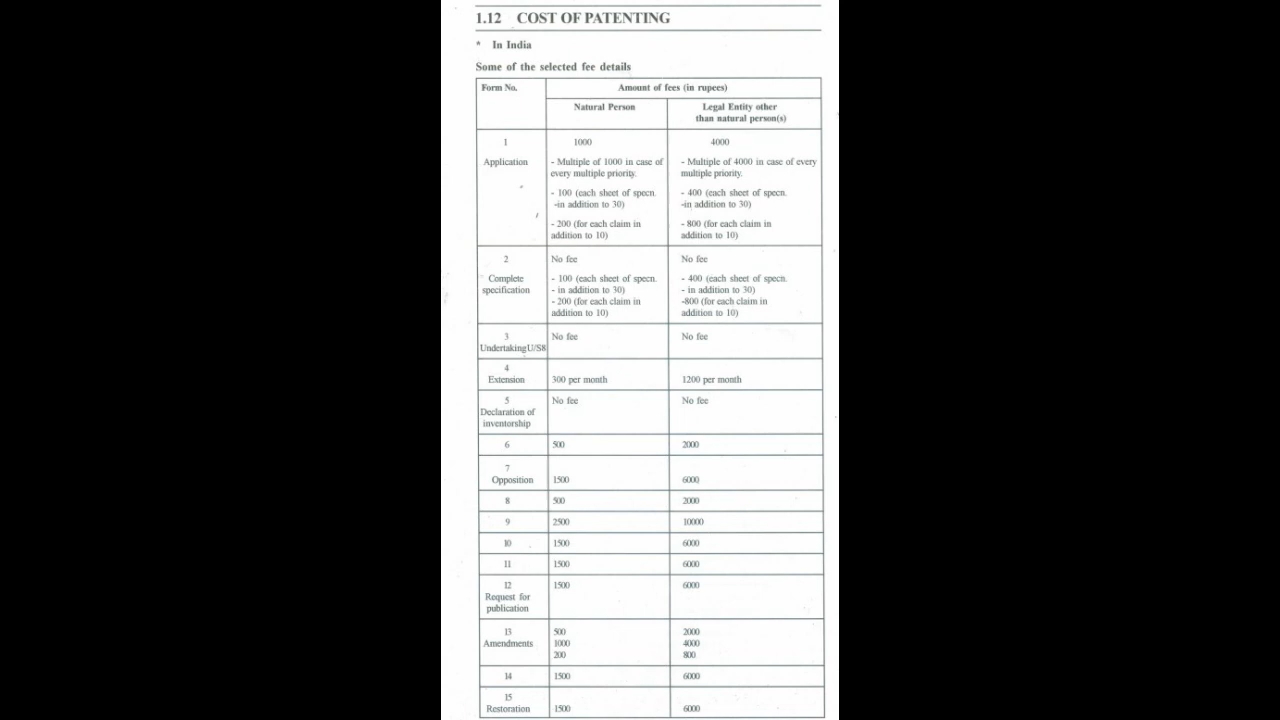 1.12 COST OF PATENTING
* In India
Some of the selected fee details
Form No.
Amount of fees (in rupees)
Natural Person
Legal Entity other
than natural person(s)
1
1000
4000
Application
- Multiple of 1000 in case of
every multiple priority.
- Multiple of 4000 in case of every
multiple priority.
- 100 (each sheet of specn.
-in addition to 30)
- 400 (each sheet of specn.
-in addition to 30)
- 200 (for each claim in
addition to 10)
- 800 (for each claim in
addition to 10)
2
No fee
No fee
Complete
specification
- 100 (each sheet of specn.
- in addition to 30)
- 200 (for each claim in
addition to 10)
- 400 (each sheet of specn.
- in addition to 30)
-800 (for each claim in
addition to 10)
3
UndertakingU/S8
No fee
No fee
4
Extension
300 per month
1200 per month
5
Declaration of
inventorship
No fee
No fee
6
500
2000
7
Opposition
1500
6000
8
500
2000
9
2500
10000
10
1500
6000
11
1500
6000
12
Request for
publication
1500
6000
13
Amendments
500
1000
200
2000
4000
800
14
1500
6000
15
Restoration
1500
6000